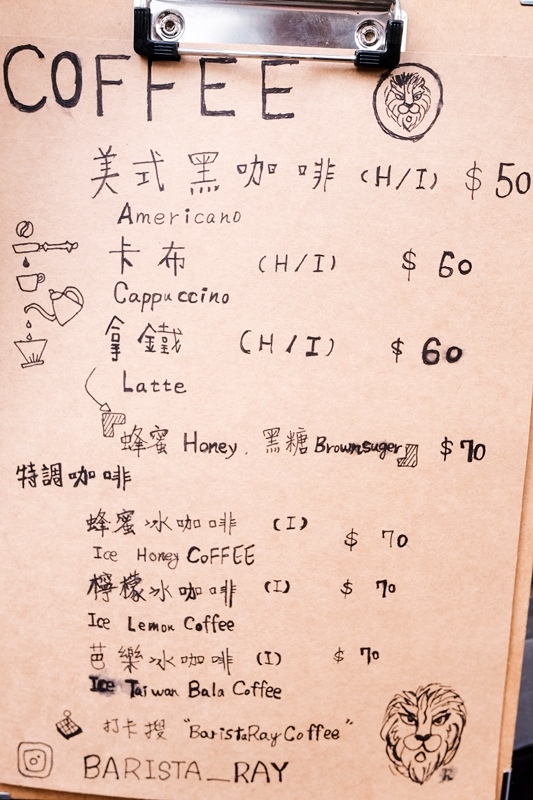 COFFEE
美式黑咖啡 (H/I) $50
Americano
卡布 (H/I) $60
Cappuccino
拿鐵 (H/I) $60
Latte
蜂蜜 Honey. 黑糖 Brownsuger $70
特調咖啡
蜂蜜冰咖啡 (I) $70
Ice Honey COFFEE
檸檬冰咖啡 (I) $70
Ice Lemon Coffee
芭樂冰咖啡 (I) $70
Ice Taiwan Bala Coffee
打卡搜 "BaristaRay Coffee"
BARISTA_RAY